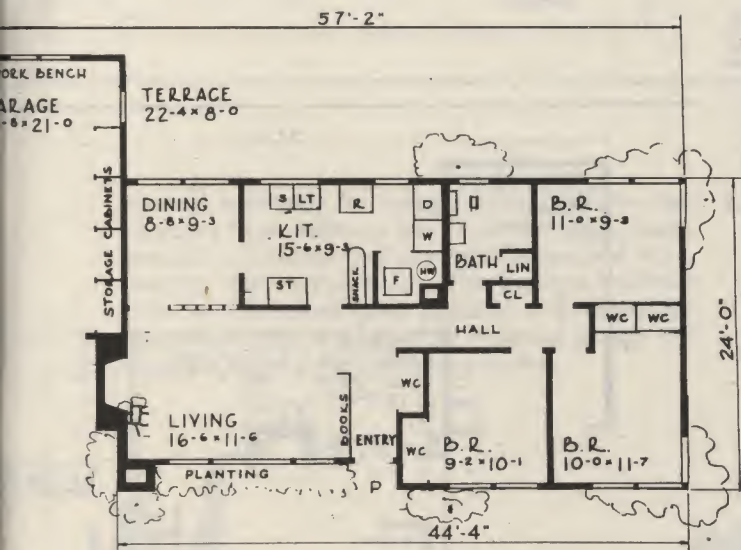 57'-2"
ORK BENCH
ARAGE
-8 x 21-0
TERRACE
22-4 x 8-0
STORAGE CABINETS
DINING
8-8 x 9-3
S
LT
R
D
W
KIT.
15-6 x 9-3
ST
SNACK
F
HW
BATH
LIN
CL
B.R.
11-0 x 9-3
WC
WC
HALL
24'-0"
LIVING
16-6 x 11-6
BOOKS
ENTRY
WC
WC
B.R.
9-2 x 10-1
B.R.
10-0 x 11-7
PLANTING
P
44'-4"